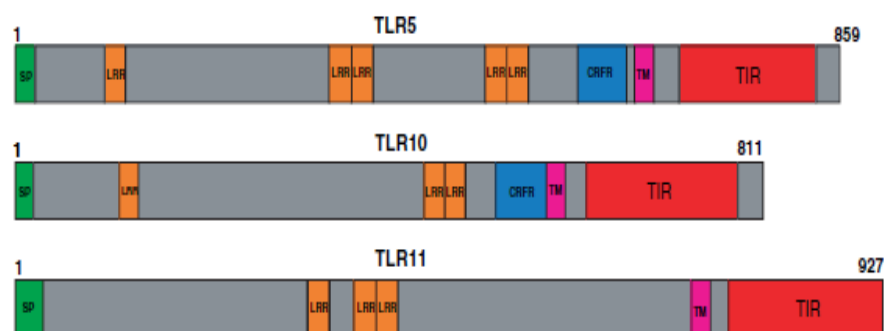 TLR5
1 859
SP LRR LRR LRR LRR LRR CRFR TM TIR
TLR10
1 811
SP LRR LRR LRR CRFR TM TIR
TLR11
1 927
SP LRR LRR LRR TM TIR